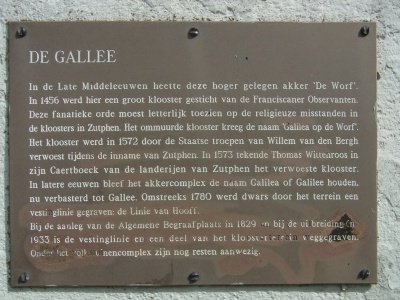 DE GALLEE
In de Late Middeleeuwen heette deze hoger gelegen akker 'De Worf'.
In 1456 werd hier een groot klooster gesticht van de Franciscaner Observanten.
Deze fanatieke orde moest letterlijk toezien op de religieuze misstanden in
de kloosters in Zutphen. Het ommuurde klooster kreeg de naam 'Galilea op de Worf'.
Het klooster werd in 1572 door de Staatse troepen van Willem van den Bergh
verwoest tijdens de inname van Zutphen. In 1573 tekende Thomas Witteroos in
zijn Caertboeck van de landerijen van Zutphen het verwoeste klooster.
In latere eeuwen bleef het akkercomplex de naam Galilea of Gallee houden,
nu verbasterd tot Gallee. Omstreeks 1780 werd dwars door het terrein een
vestinglinie gegraven: de Linie van Hooff.
Bij de aanleg van de Algemene Begraafplaats in 1829 en bij de uitbreiding in
1933 is de vestinglinie en een deel van het kloosterterrein weggegraven.
Onder het zijn nog resten aanwezig.